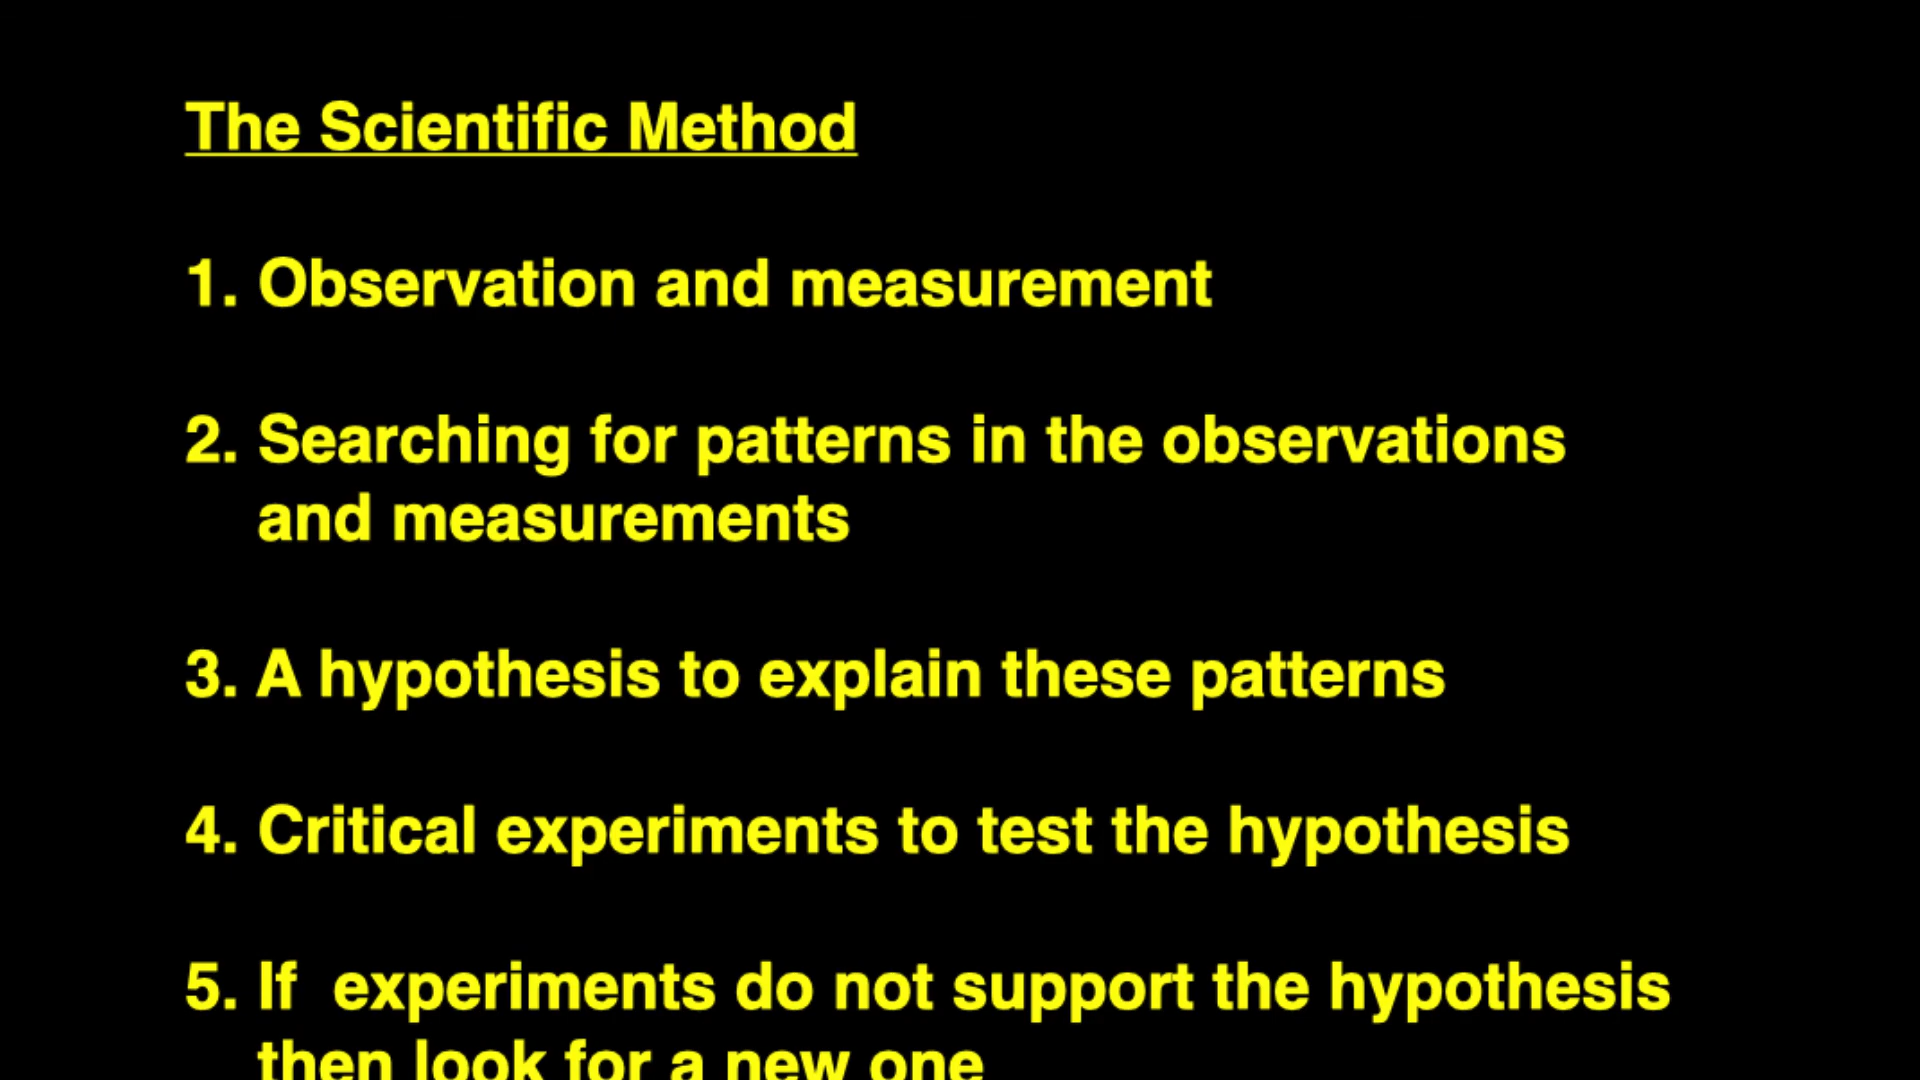 The Scientific Method
1. Observation and measurement
2. Searching for patterns in the observations
and measurements
3. A hypothesis to explain these patterns
4. Critical experiments to test the hypothesis
5. If  experiments do not support the hypothesis
then look for a new one